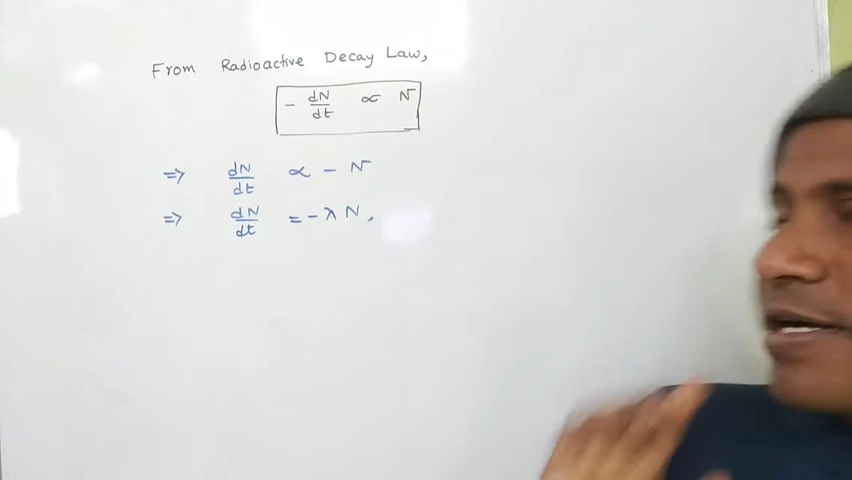 From Radioactive Decay Law,
- dN/dt ∝ N
⇒ dN/dt ∝ - N
⇒ dN/dt = - λ N,